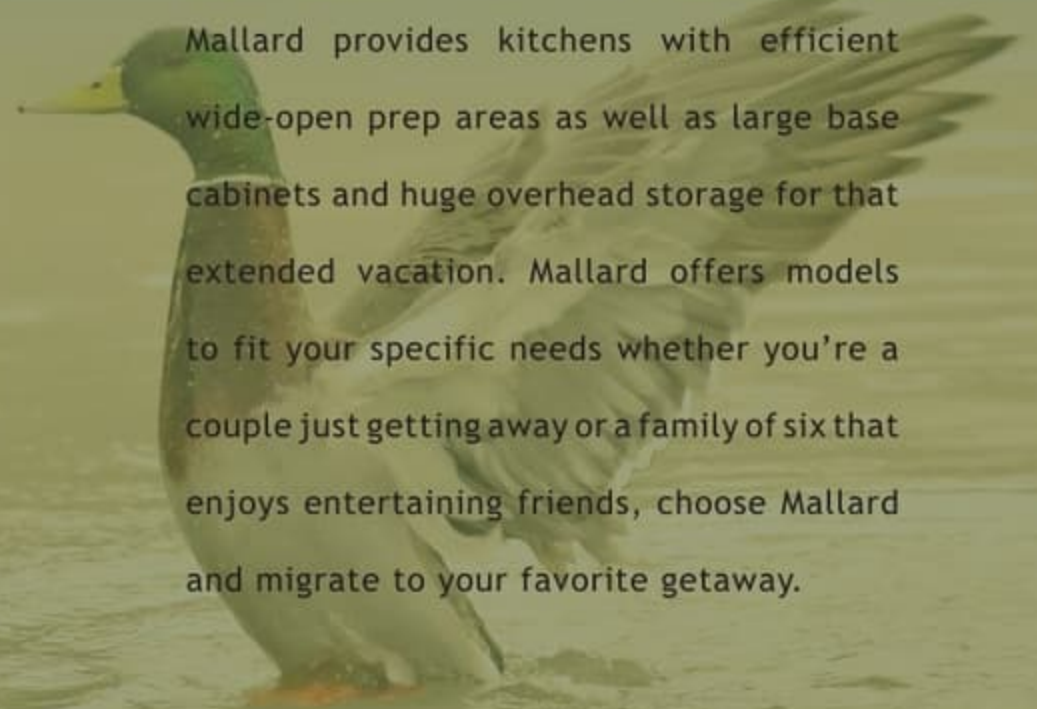 Mallard provides kitchens with efficient
wide-open prep areas as well as large base
cabinets and huge overhead storage for that
extended vacation. Mallard offers models
to fit your specific needs whether you’re a
couple just getting away or a family of six that
enjoys entertaining friends, choose Mallard
and migrate to your favorite getaway.